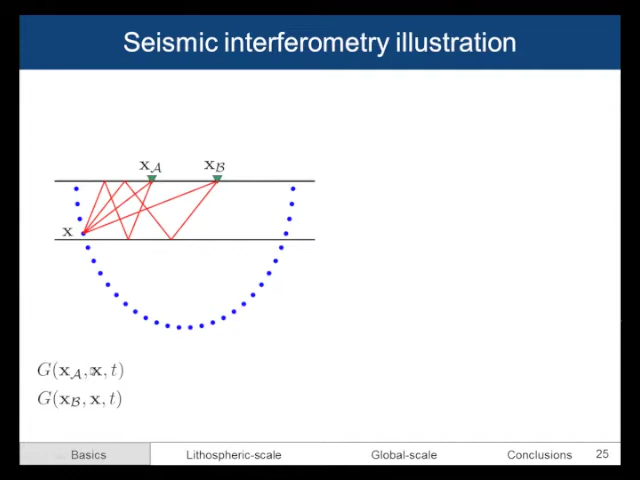 Seismic interferometry illustration
x𝒜 xℬ
x
G(x𝒜, x, t)
G(xℬ, x, t)
Basics Lithospheric-scale Global-scale Conclusions 25